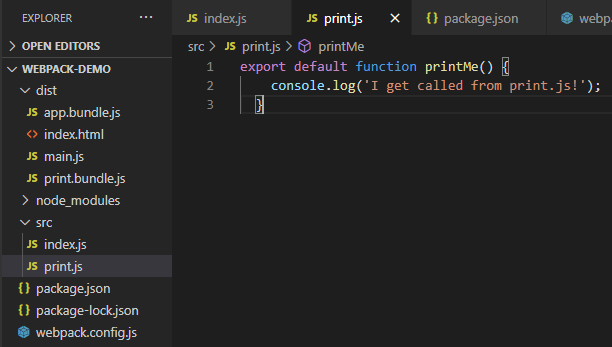 EXPLORER ···
OPEN EDITORS
WEBPACK-DEMO
dist
JS app.bundle.js
<> index.html
JS main.js
JS print.bundle.js
node_modules
src
JS index.js
JS print.js
{} package.json
{} package-lock.json
webpack.config.js
JS index.js
JS print.js ×
{} package.json
webpa
src > JS print.js > printMe
1 export default function printMe() {
2 console.log('I get called from print.js!');
3 }